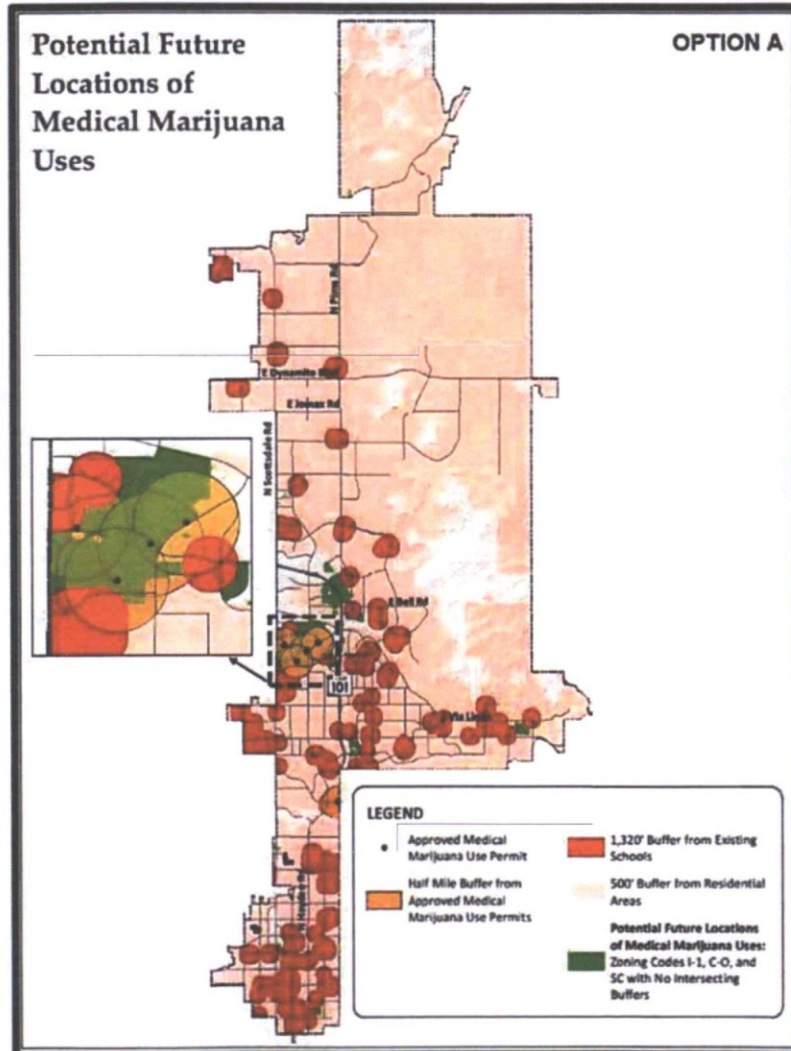 Potential Future
Locations of
Medical Marijuana
Uses
OPTION A
N Pima Rd
E Dynamite Blvd
E Jomax Rd
N Scottsdale Rd
E Bell Rd
101
Via Linda
N Hayden Rd
LEGEND
Approved Medical
Marijuana Use Permit
Half Mile Buffer from
Approved Medical
Marijuana Use Permits
1,320' Buffer from Existing
Schools
500' Buffer from Residential
Areas
Potential Future Locations
of Medical Marijuana Uses:
Zoning Codes I-1, C-O, and
SC with No Intersecting
Buffers